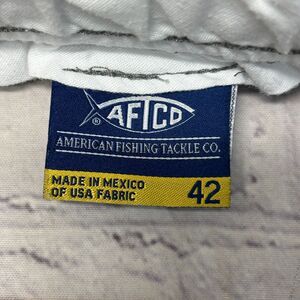 AFTCO
®
AMERICAN FISHING TACKLE CO.
MADE IN MEXICO
OF USA FABRIC
42